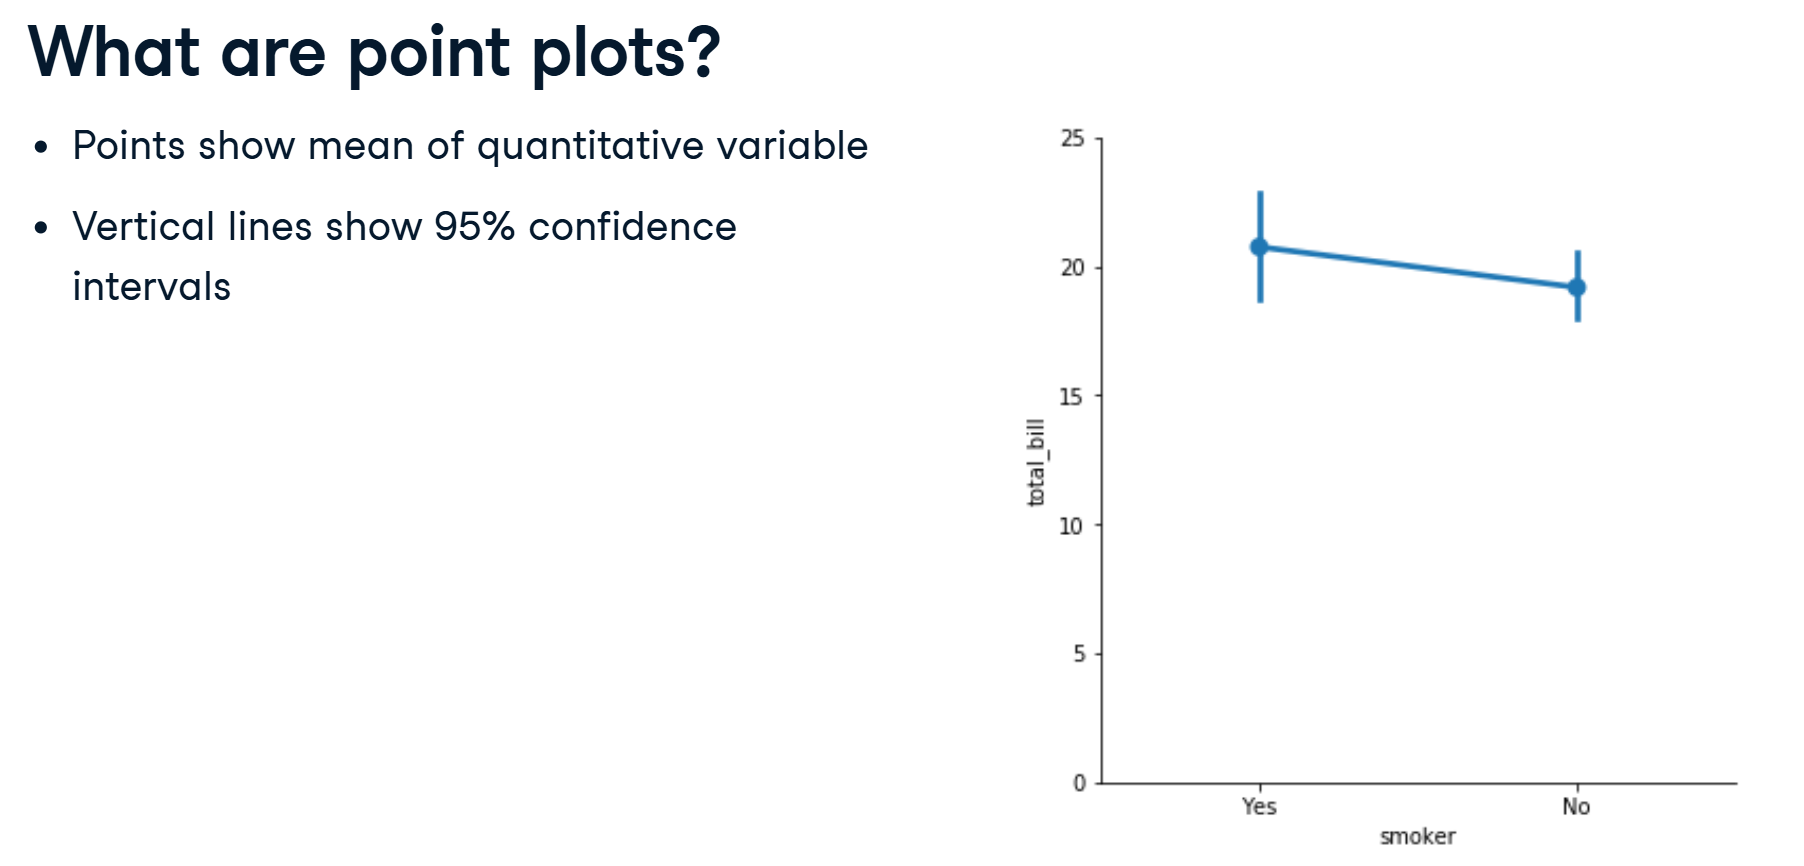 What are point plots?
• Points show mean of quantitative variable
• Vertical lines show 95% confidence
intervals
25
20
15
10
5
0
total_bill
Yes
No
smoker